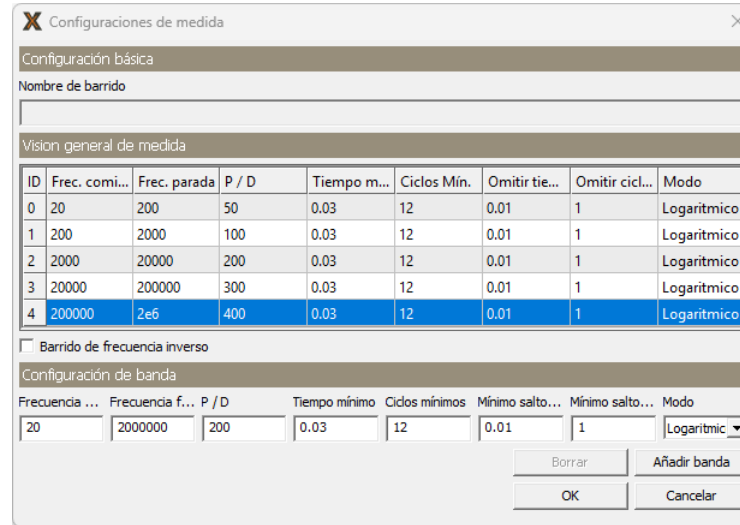 Configuraciones de medida
Configuración básica
Nombre de barrido
Vision general de medida
ID Frec. comi... Frec. parada P / D Tiempo m... Ciclos Mín. Omitir tie... Omitir cicl... Modo
0 20 200 50 0.03 12 0.01 1 Logaritmico
1 200 2000 100 0.03 12 0.01 1 Logaritmico
2 2000 20000 200 0.03 12 0.01 1 Logaritmico
3 20000 200000 300 0.03 12 0.01 1 Logaritmico
4 200000 2e6 400 0.03 12 0.01 1 Logaritmico
Barrido de frecuencia inverso
Configuración de banda
Frecuencia ... Frecuencia f... P / D Tiempo mínimo Ciclos mínimos Mínimo salto... Mínimo salto... Modo
20 2000000 200 0.03 12 0.01 1 Logaritmic
Borrar Añadir banda
OK Cancelar